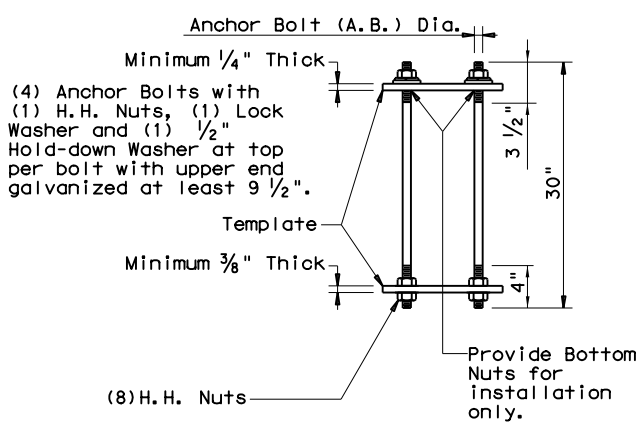 Anchor Bolt (A.B.) Dia.
Minimum 1/4" Thick
(4) Anchor Bolts with
(1) H.H. Nuts, (1) Lock
Washer and (1) 1/2"
Hold-down Washer at top
per bolt with upper end
galvanized at least 9 1/2".
3 1/2"
30"
Template
Minimum 3/8" Thick
4"
Provide Bottom
Nuts for
installation
only.
(8)H.H. Nuts